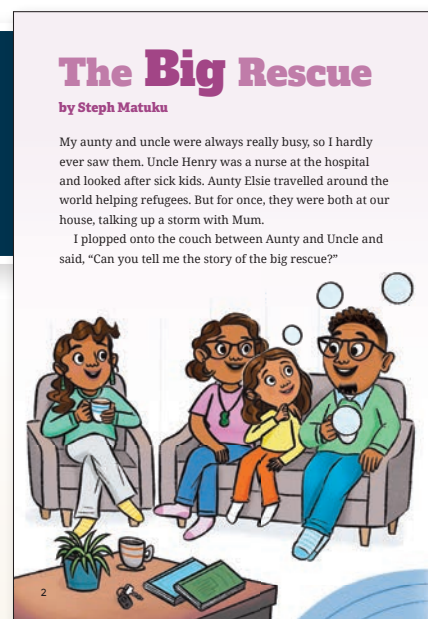 The Big Rescue
by Steph Matuku
My aunty and uncle were always really busy, so I hardly
ever saw them. Uncle Henry was a nurse at the hospital
and looked after sick kids. Aunty Elsie travelled around the
world helping refugees. But for once, they were both at our
house, talking up a storm with Mum.
I plopped onto the couch between Aunty and Uncle and
said, “Can you tell me the story of the big rescue?”
2